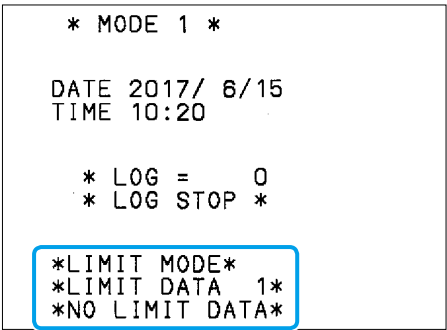 * MODE 1 *
DATE 2017/ 6/15
TIME 10:20
* LOG =     0
* LOG STOP *
*LIMIT MODE*
*LIMIT DATA  1*
*NO LIMIT DATA*